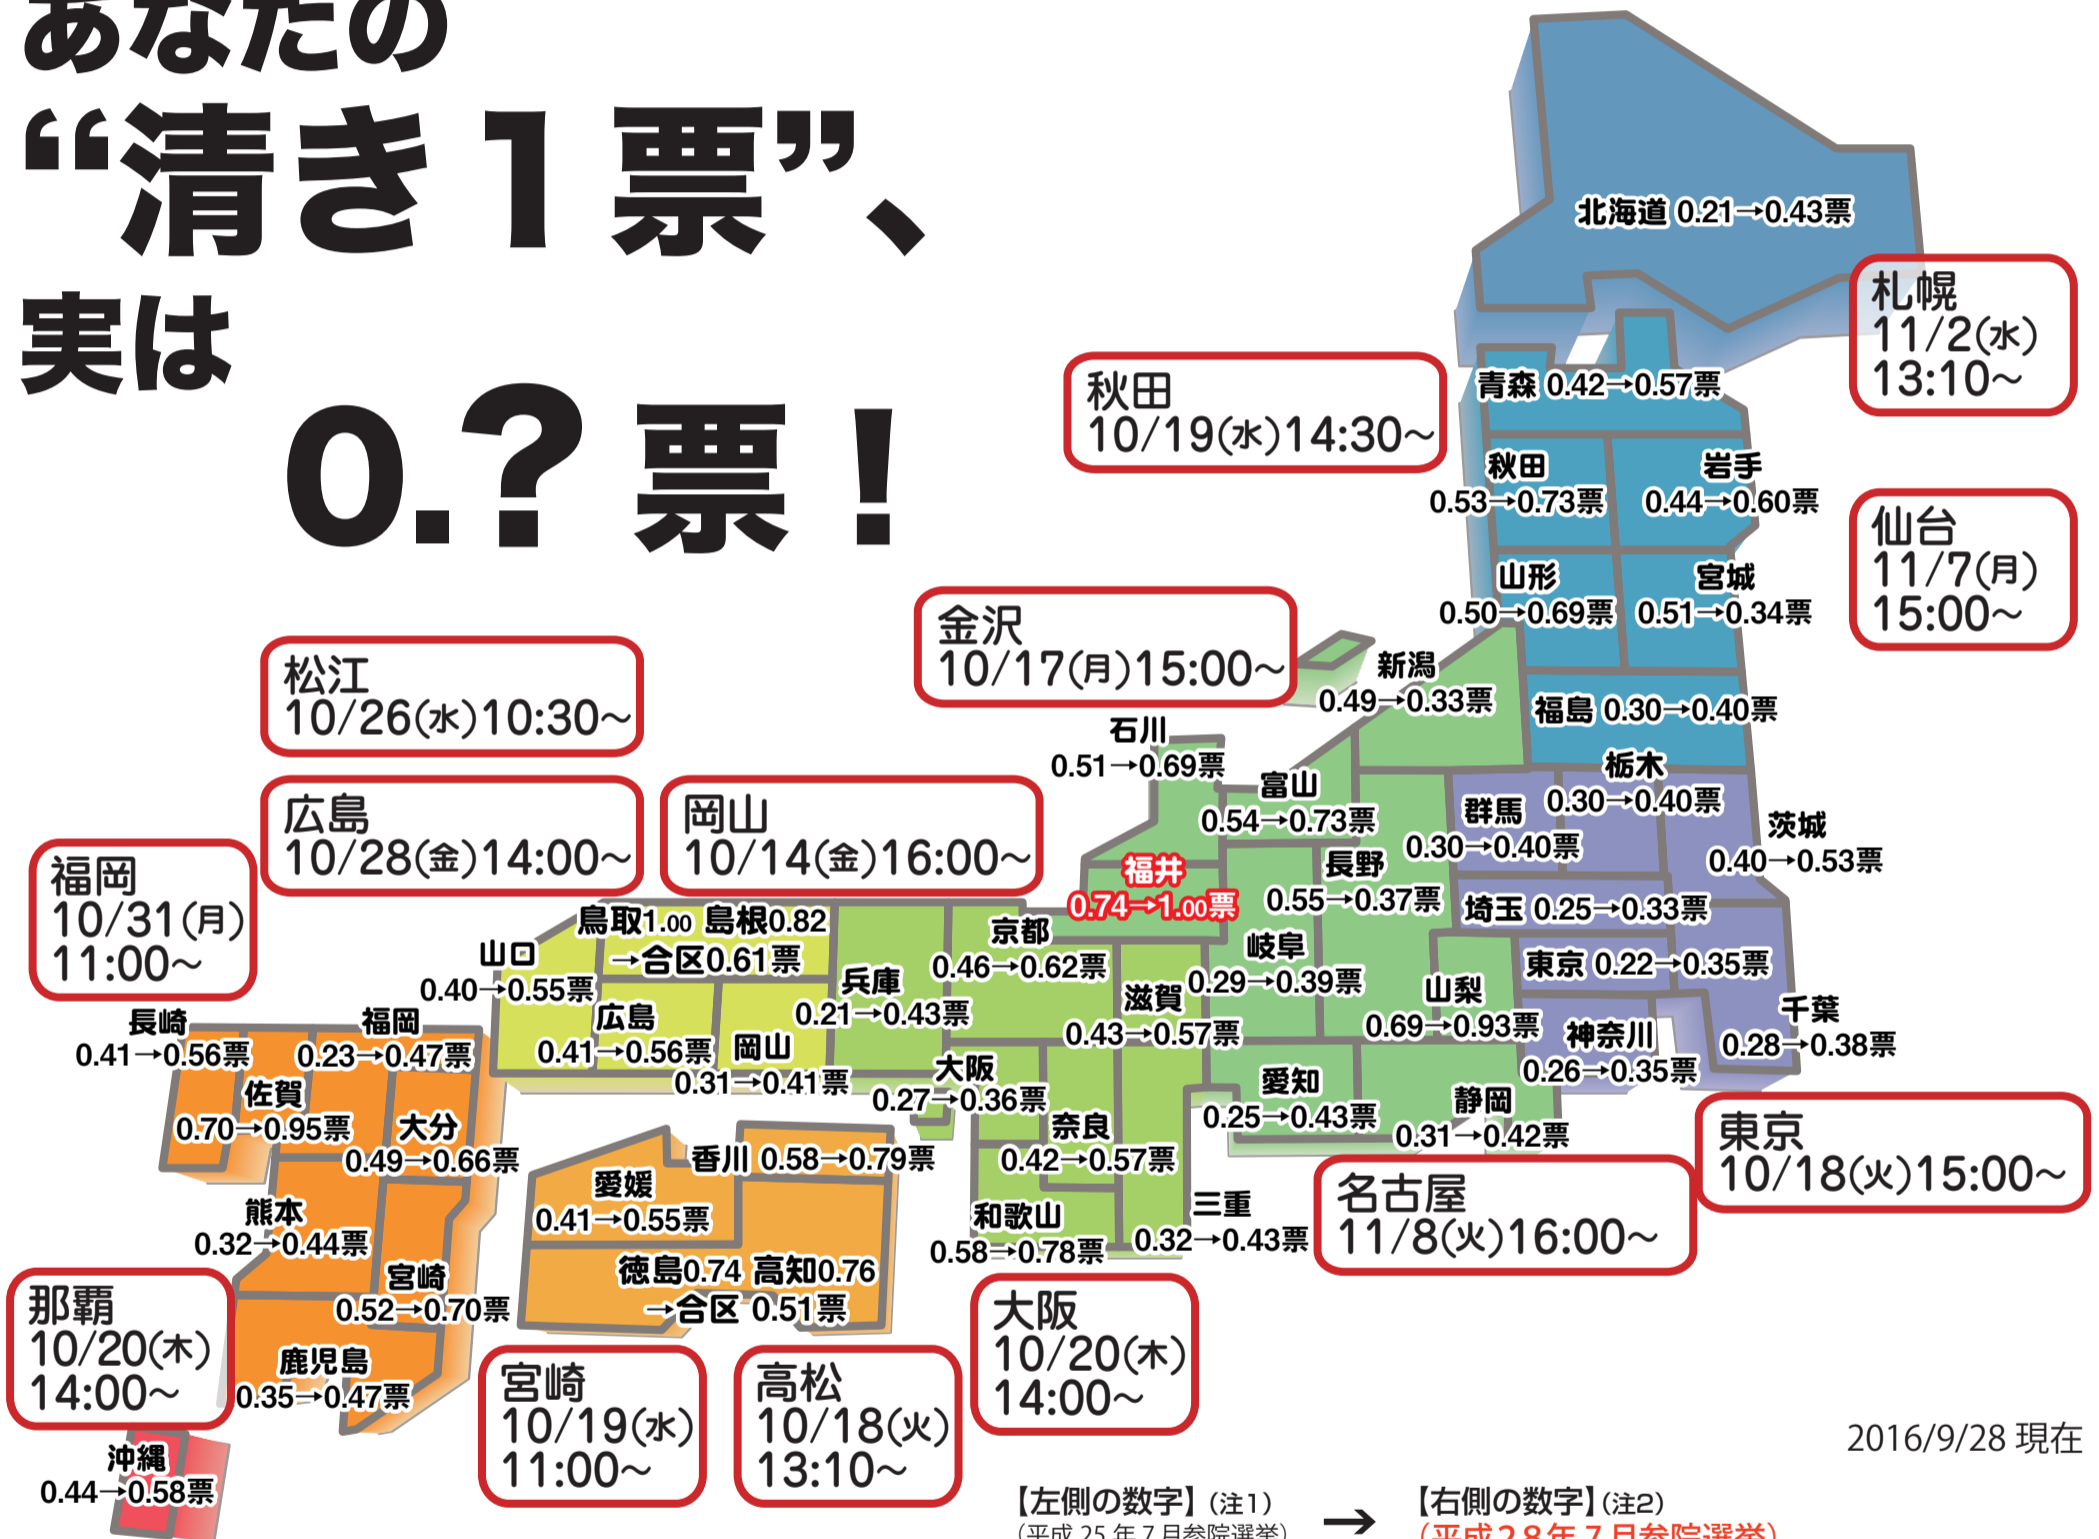 あなたの
“清き1票”、
実は
0.?票!
北海道 0.21→0.43票
札幌
11/2(水)
13:10～
秋田
10/19(水)14:30～
青森 0.42→0.57票
秋田
0.53→0.73票
岩手
0.44→0.60票
仙台
11/7(月)
15:00～
山形
0.50→0.69票
宮城
0.51→0.34票
金沢
10/17(月)15:00～
新潟
0.49→0.33票
福島 0.30→0.40票
松江
10/26(水)10:30～
石川
0.51→0.69票
富山
0.54→0.73票
栃木
0.30→0.40票
群馬
0.30→0.40票
茨城
0.40→0.53票
広島
10/28(金)14:00～
岡山
10/14(金)16:00～
福岡
10/31(月)
11:00～
福井
0.74→1.00票
長野
0.55→0.37票
埼玉 0.25→0.33票
鳥取1.00 島根0.82
→合区0.61票
山口
0.40→0.55票
京都
0.46→0.62票
岐阜
0.29→0.39票
東京 0.22→0.35票
兵庫
0.21→0.43票
滋賀
0.43→0.57票
山梨
0.69→0.93票
千葉
0.28→0.38票
広島
0.41→0.56票
岡山
0.31→0.41票
神奈川
0.26→0.35票
長崎
0.41→0.56票
福岡
0.23→0.47票
大阪
0.27→0.36票
愛知
0.25→0.43票
静岡
0.31→0.42票
佐賀
0.70→0.95票
大分
0.49→0.66票
奈良
0.42→0.57票
東京
10/18(火)15:00～
香川 0.58→0.79票
愛媛
0.41→0.55票
名古屋
11/8(火)16:00～
熊本
0.32→0.44票
和歌山
0.58→0.78票
三重
0.32→0.43票
徳島0.74 高知0.76
→合区 0.51票
宮崎
0.52→0.70票
那覇
10/20(木)
14:00～
大阪
10/20(木)
14:00～
鹿児島
0.35→0.47票
宮崎
10/19(水)
11:00～
高松
10/18(火)
13:10～
沖縄
0.44→0.58票
2016/9/28 現在
【左側の数字】(注1) → 【右側の数字】(注2)
(平成25年7月参院選挙) (平成28年7月参院選挙)